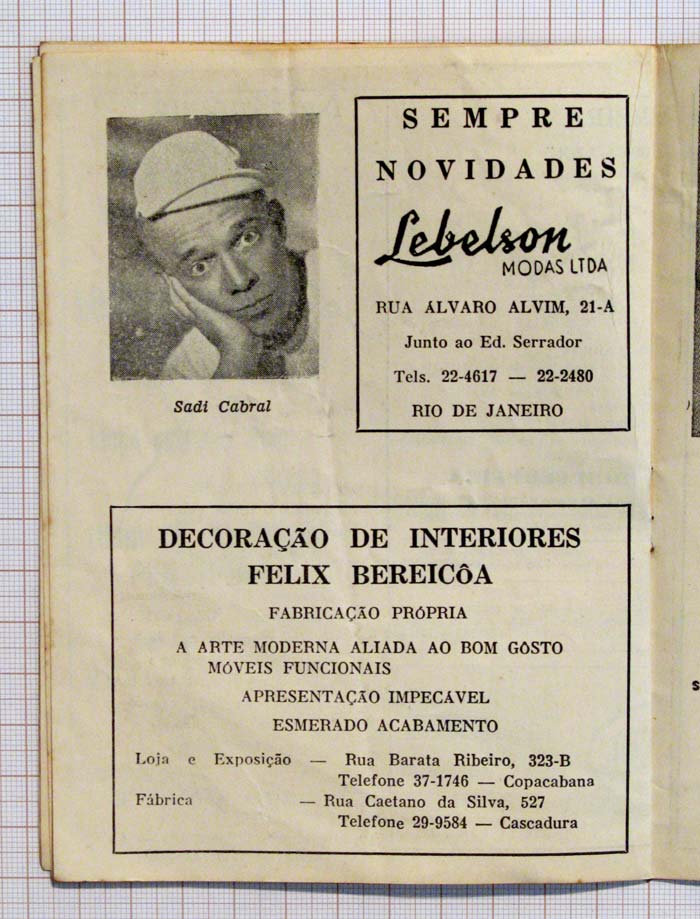 Sadi Cabral
SEMPRE
NOVIDADES
Lebelson
MODAS LTDA
RUA ÁLVARO ALVIM, 21-A
Junto ao Ed. Serrador
Tels. 22-4617 — 22-2480
RIO DE JANEIRO
DECORAÇÃO DE INTERIORES
FELIX BEREICÔA
FABRICAÇÃO PRÓPRIA
A ARTE MODERNA ALIADA AO BOM GÔSTO
MÓVEIS FUNCIONAIS
APRESENTAÇÃO IMPECÁVEL
ESMERADO ACABAMENTO
Loja e Exposição — Rua Barata Ribeiro, 323-B
Telefone 37-1746 — Copacabana
Fábrica — Rua Caetano da Silva, 527
Telefone 29-9584 — Cascadura